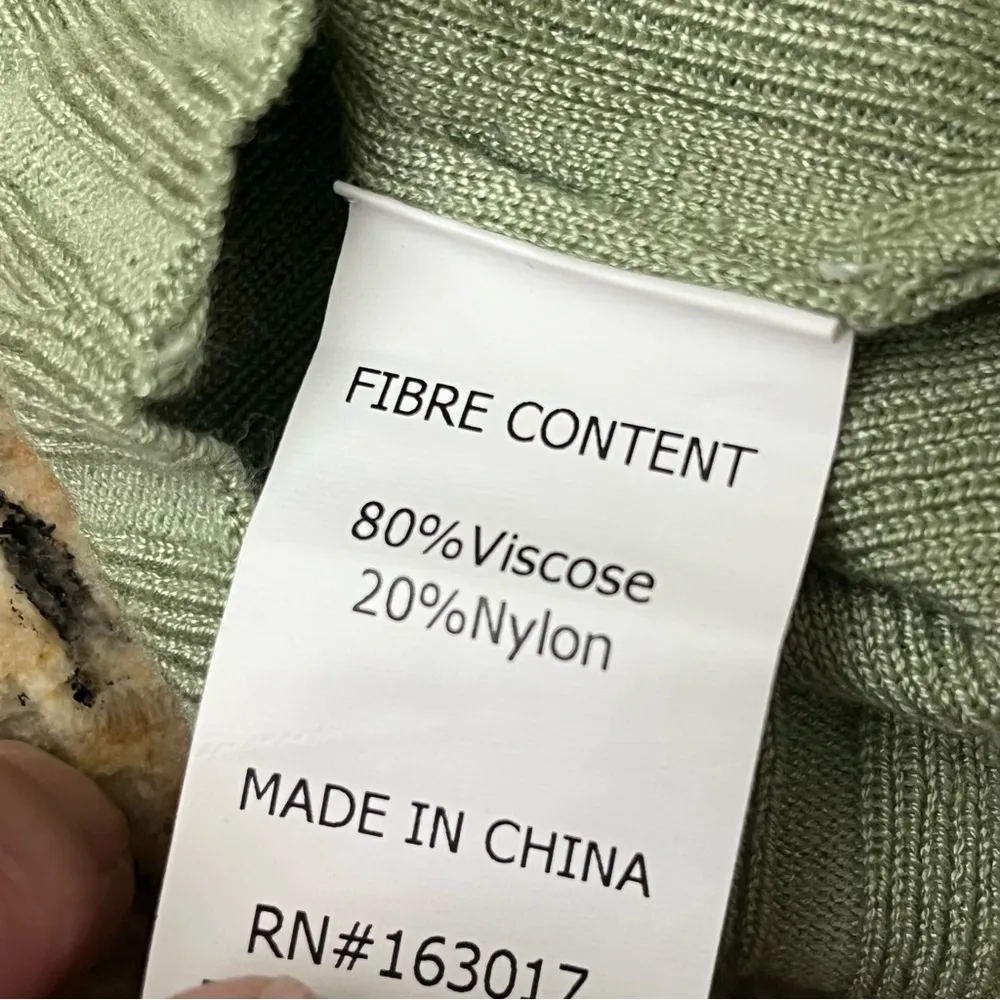 FIBRE CONTENT
80%Viscose
20%Nylon
MADE IN CHINA
RN#163017